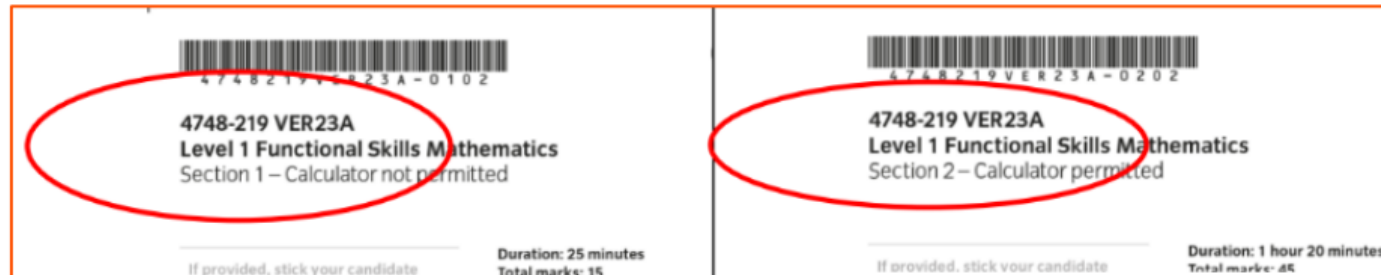 4748219VER23A-0102
4748-219 VER23A
Level 1 Functional Skills Mathematics
Section 1 – Calculator not permitted
If provided, stick your candidate
Duration: 25 minutes
Total marks: 15
4748219VER23A-0202
4748-219 VER23A
Level 1 Functional Skills Mathematics
Section 2 – Calculator permitted
If provided, stick your candidate
Duration: 1 hour 20 minutes
Total marks: 45